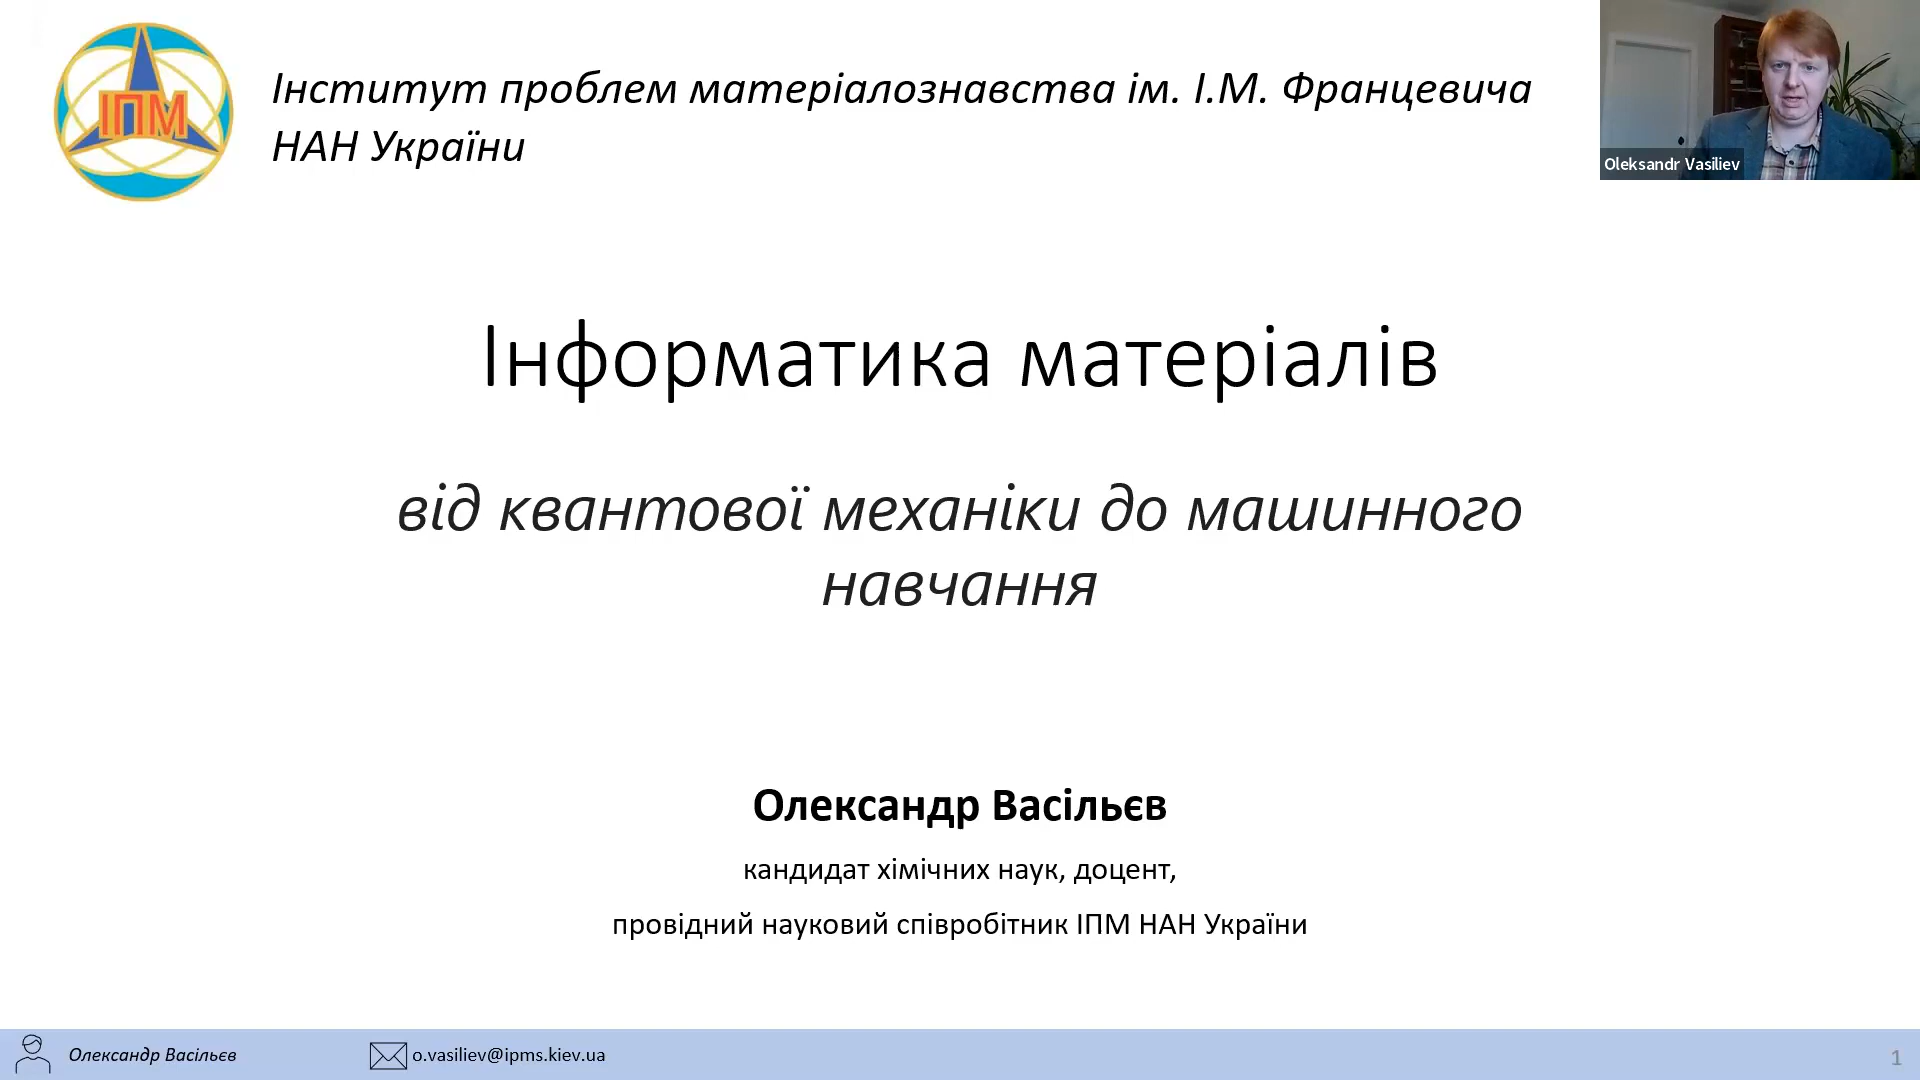 ІПМ
Інститут проблем матеріалознавства ім. І.М. Францевича
НАН України
Oleksandr Vasiliev
Інформатика матеріалів
від квантової механіки до машинного
навчання
Олександр Васільєв
кандидат хімічних наук, доцент,
провідний науковий співробітник ІПМ НАН України
Олександр Васільєв
o.vasiliev@ipms.kiev.ua
1